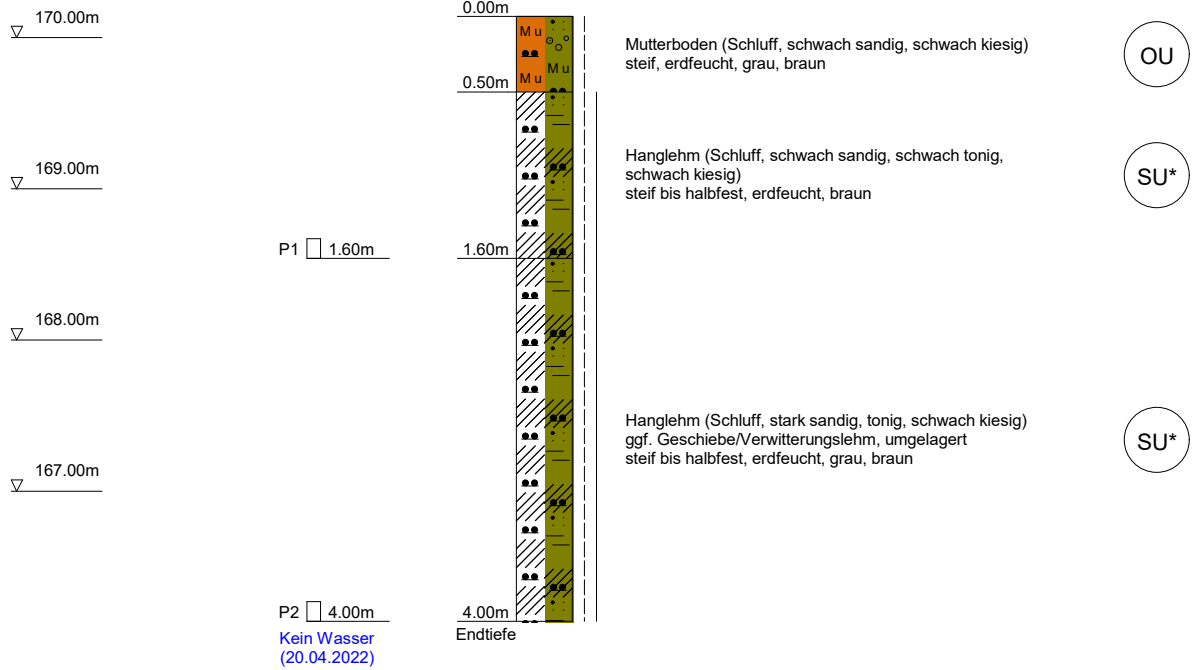 170.00m
169.00m
168.00m
167.00m
P1 1.60m
P2 4.00m
Kein Wasser
(20.04.2022)
0.00m
0.50m
1.60m
4.00m
Endtiefe
Mu
Mu
Mu
Mutterboden (Schluff, schwach sandig, schwach kiesig)
steif, erdfeucht, grau, braun
OU
Hanglehm (Schluff, schwach sandig, schwach tonig,
schwach kiesig)
steif bis halbfest, erdfeucht, braun
SU*
Hanglehm (Schluff, stark sandig, tonig, schwach kiesig)
ggf. Geschiebe/Verwitterungslehm, umgelagert
steif bis halbfest, erdfeucht, grau, braun
SU*